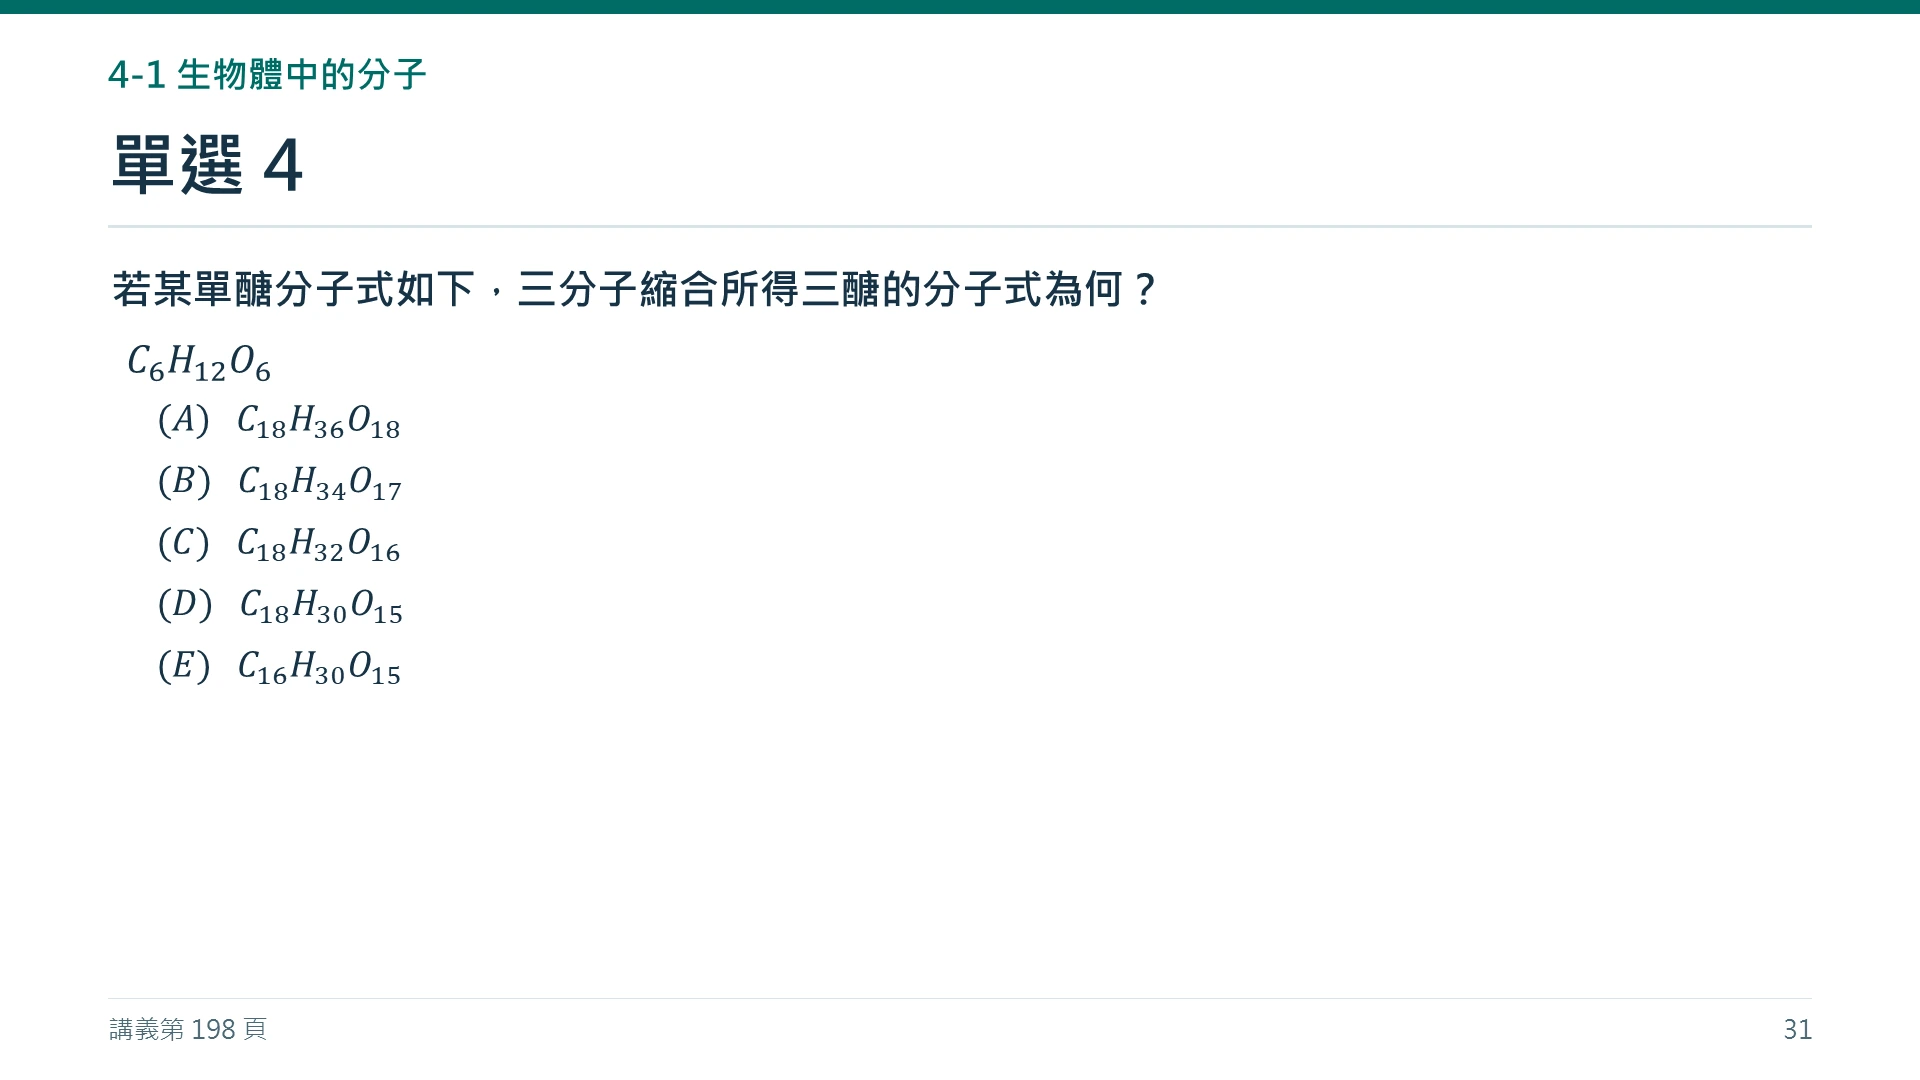 4-1 生物體中的分子
單選 4
若某單醣分子式如下，三分子縮合所得三醣的分子式為何？
C₆H₁₂O₆
(A) C₁₈H₃₆O₁₈
(B) C₁₈H₃₄O₁₇
(C) C₁₈H₃₂O₁₆
(D) C₁₈H₃₀O₁₅
(E) C₁₆H₃₀O₁₅
講義第 198 頁
31